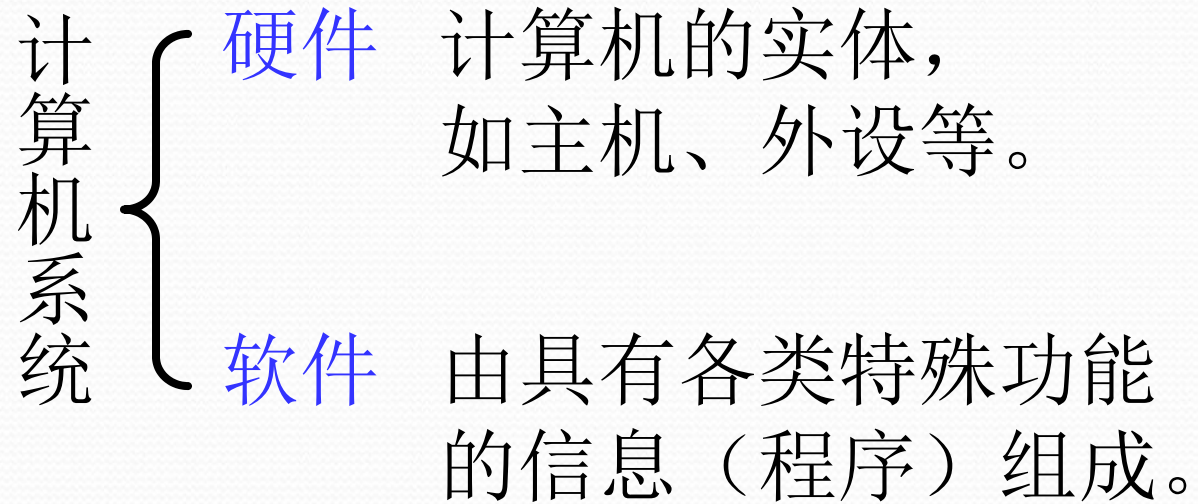 计算机系统
硬件 计算机的实体，
如主机、外设等。
软件 由具有各类特殊功能
的信息（程序）组成。